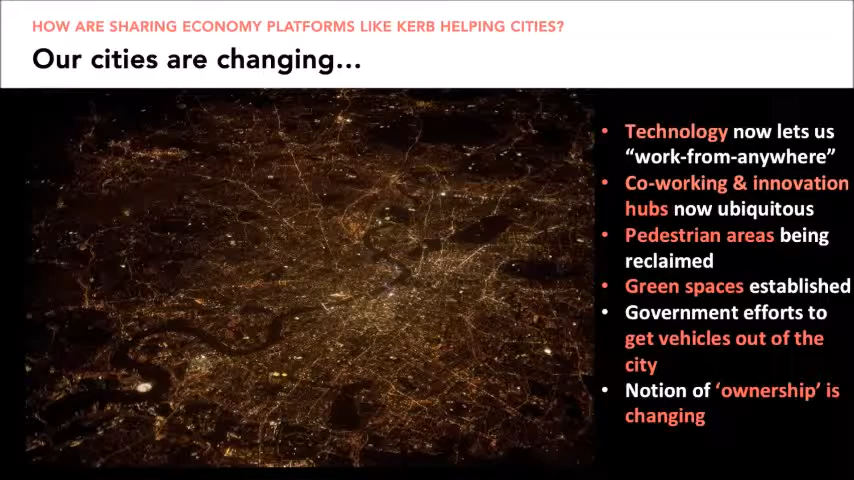 HOW ARE SHARING ECONOMY PLATFORMS LIKE KERB HELPING CITIES?
Our cities are changing...
• Technology now lets us
“work-from-anywhere”
• Co-working & innovation
hubs now ubiquitous
• Pedestrian areas being
reclaimed
• Green spaces established
• Government efforts to
get vehicles out of the
city
• Notion of ‘ownership’ is
changing